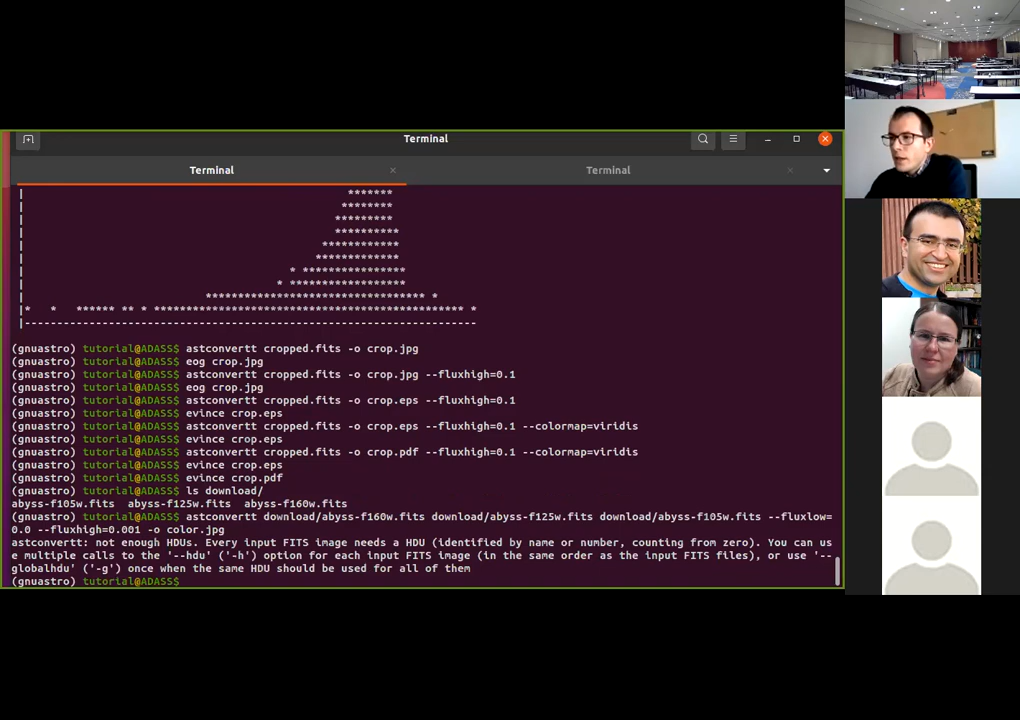 Terminal
Terminal
Terminal
| *******
| ********
| *********
| **********
| ************
| *************
| * ****************
| * ******************
| ********************************** *
|* * ****** ** * ************************************************ *
|----------------------------------------------------------------------
(gnuastro) tutorial@ADASS$ astconvertt cropped.fits -o crop.jpg
(gnuastro) tutorial@ADASS$ eog crop.jpg
(gnuastro) tutorial@ADASS$ astconvertt cropped.fits -o crop.jpg --fluxhigh=0.1
(gnuastro) tutorial@ADASS$ eog crop.jpg
(gnuastro) tutorial@ADASS$ astconvertt cropped.fits -o crop.eps --fluxhigh=0.1
(gnuastro) tutorial@ADASS$ evince crop.eps
(gnuastro) tutorial@ADASS$ astconvertt cropped.fits -o crop.eps --fluxhigh=0.1 --colormap=viridis
(gnuastro) tutorial@ADASS$ evince crop.eps
(gnuastro) tutorial@ADASS$ astconvertt cropped.fits -o crop.pdf --fluxhigh=0.1 --colormap=viridis
(gnuastro) tutorial@ADASS$ evince crop.eps
(gnuastro) tutorial@ADASS$ evince crop.pdf
(gnuastro) tutorial@ADASS$ ls download/
abyss-f105w.fits abyss-f125w.fits abyss-f160w.fits
(gnuastro) tutorial@ADASS$ astconvertt download/abyss-f160w.fits download/abyss-f125w.fits download/abyss-f105w.fits --fluxlow=
0.0 --fluxhigh=0.001 -o color.jpg
astconvertt: not enough HDUs. Every input FITS image needs a HDU (identified by name or number, counting from zero). You can us
e multiple calls to the '--hdu' ('-h') option for each input FITS image (in the same order as the input FITS files), or use '--
globalhdu' ('-g') once when the same HDU should be used for all of them
(gnuastro) tutorial@ADASS$